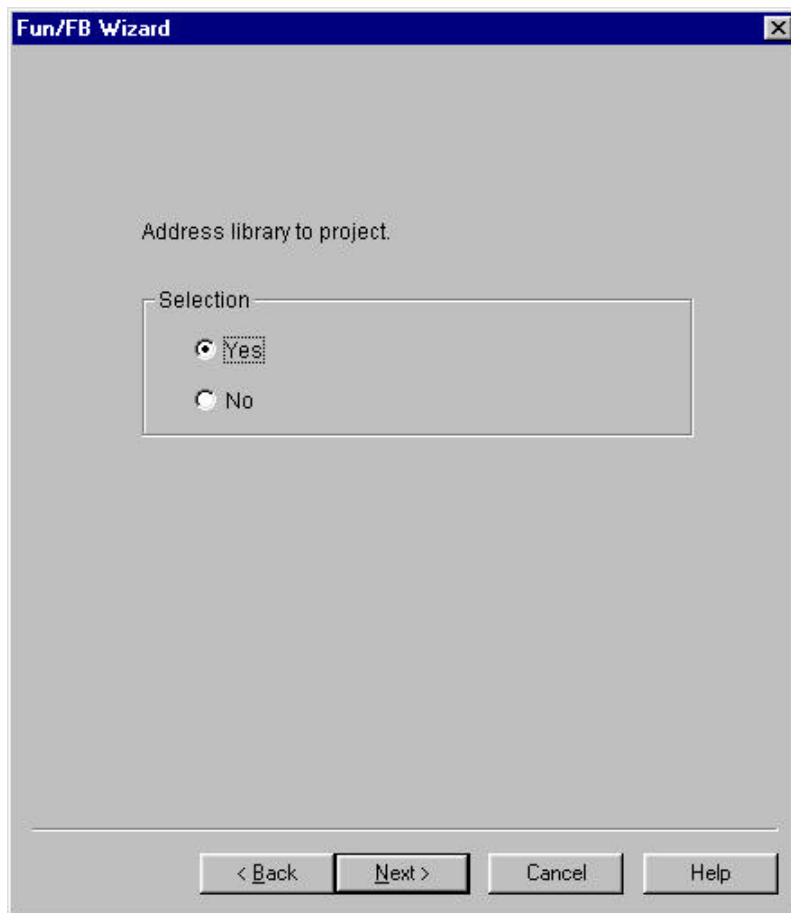 Fun/FB Wizard
Address library to project.
Selection
Yes
No
< Back Next > Cancel Help